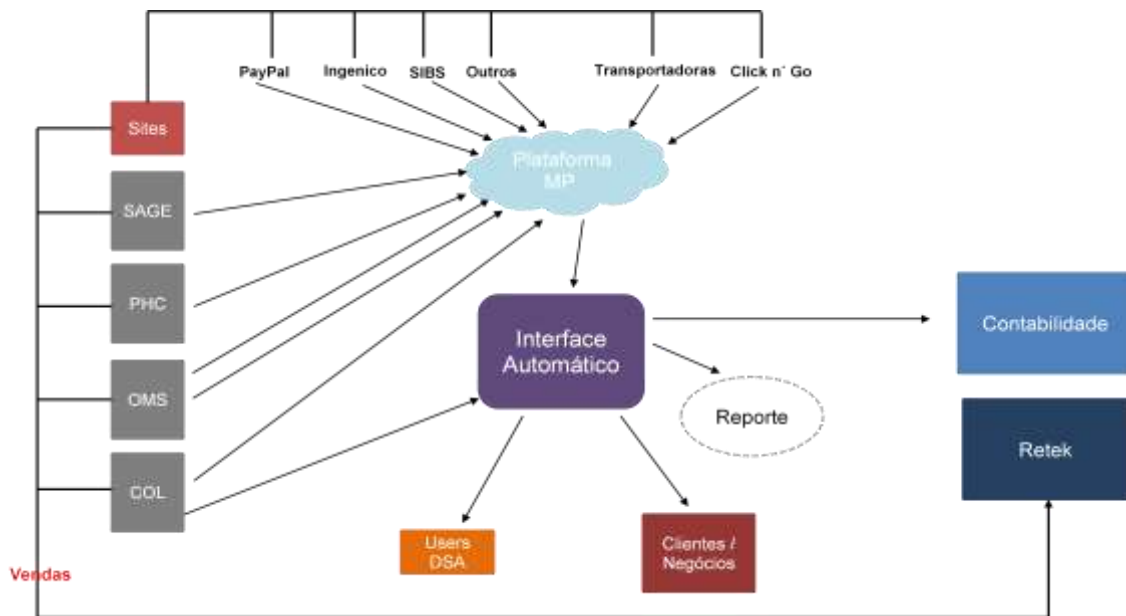 PayPal
Ingenico
SIBS
Outros
Transportadoras
Click n´ Go
Sites
Plataforma
MP
SAGE
PHC
Interface
Automático
Contabilidade
OMS
Reporte
Retek
COL
Users
DSA
Clientes /
Negócios
Vendas